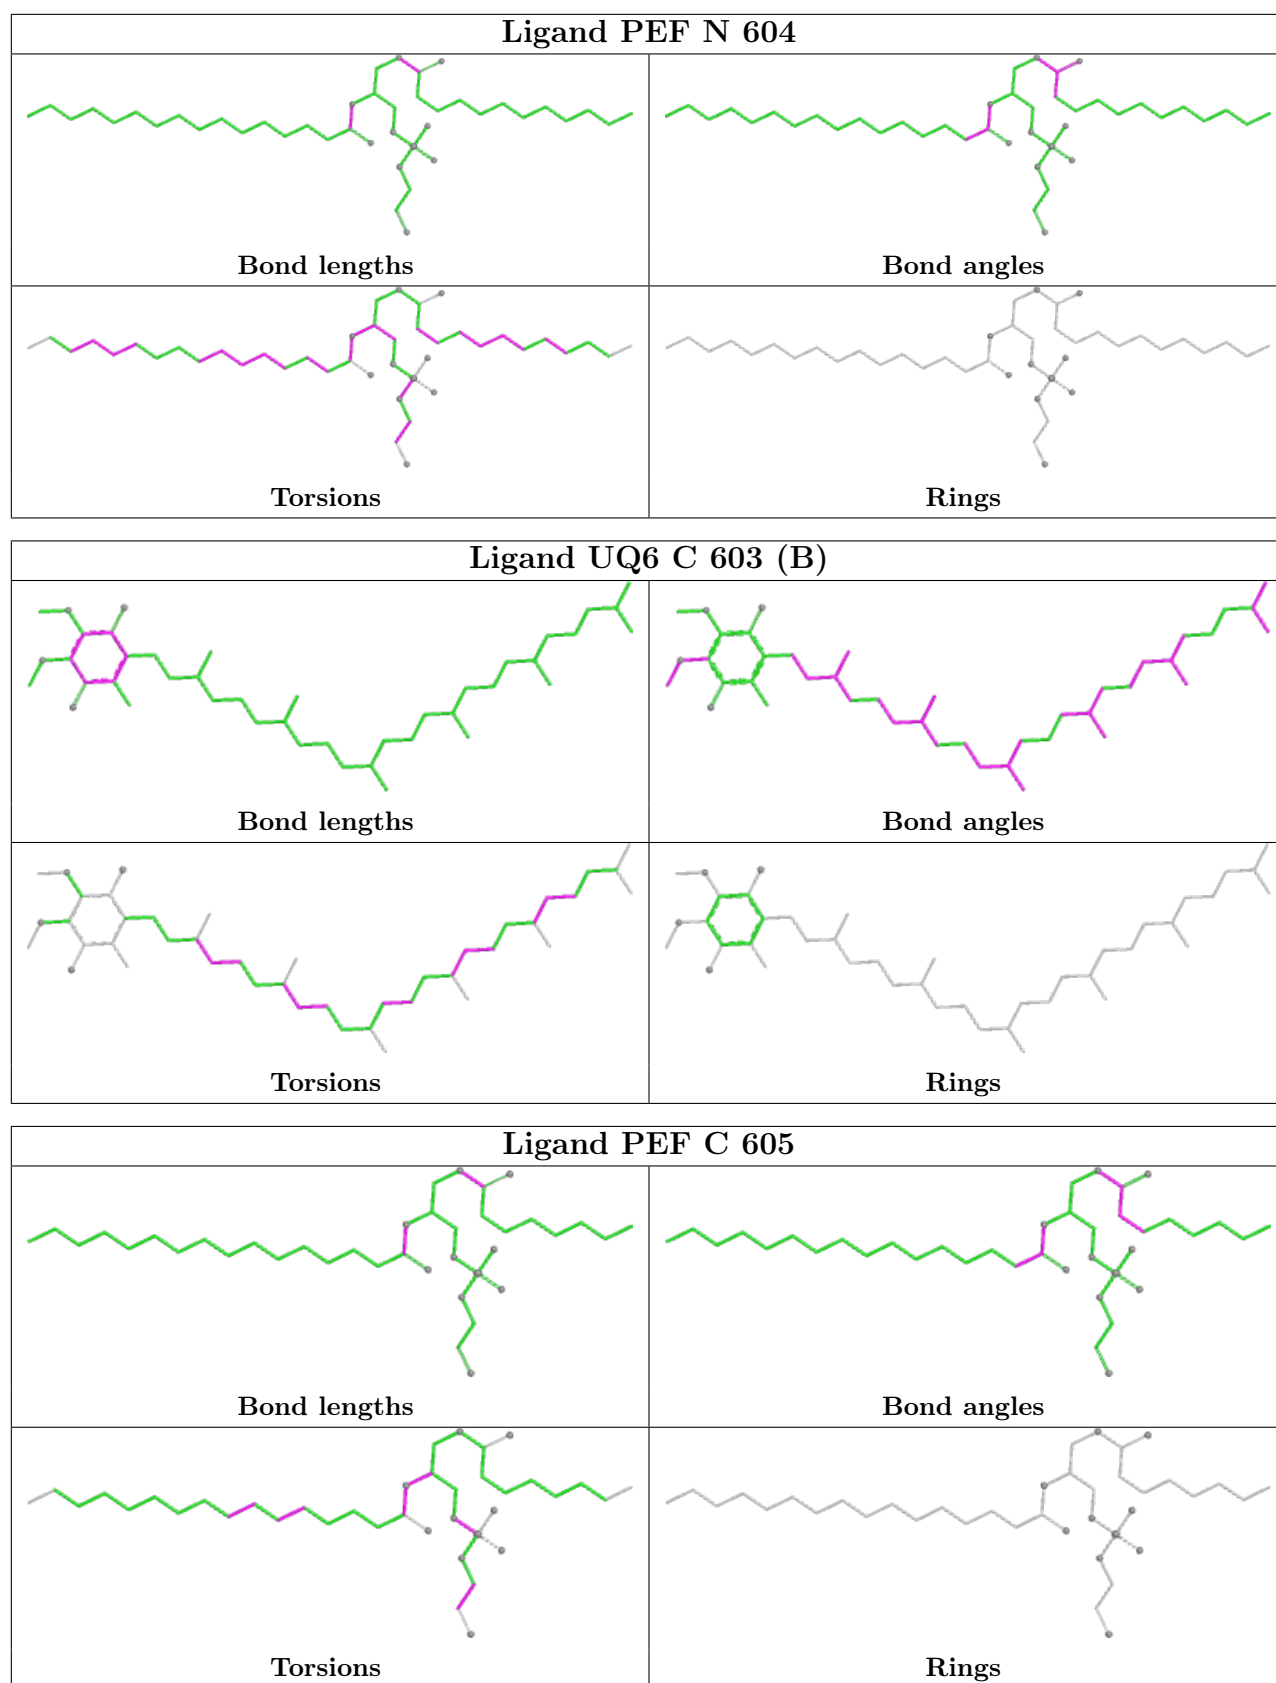 Ligand PEF N 604
Bond lengths
Bond angles
Torsions
Rings
Ligand UQ6 C 603 (B)
Bond lengths
Bond angles
Torsions
Rings
Ligand PEF C 605
Bond lengths
Bond angles
Torsions
Rings